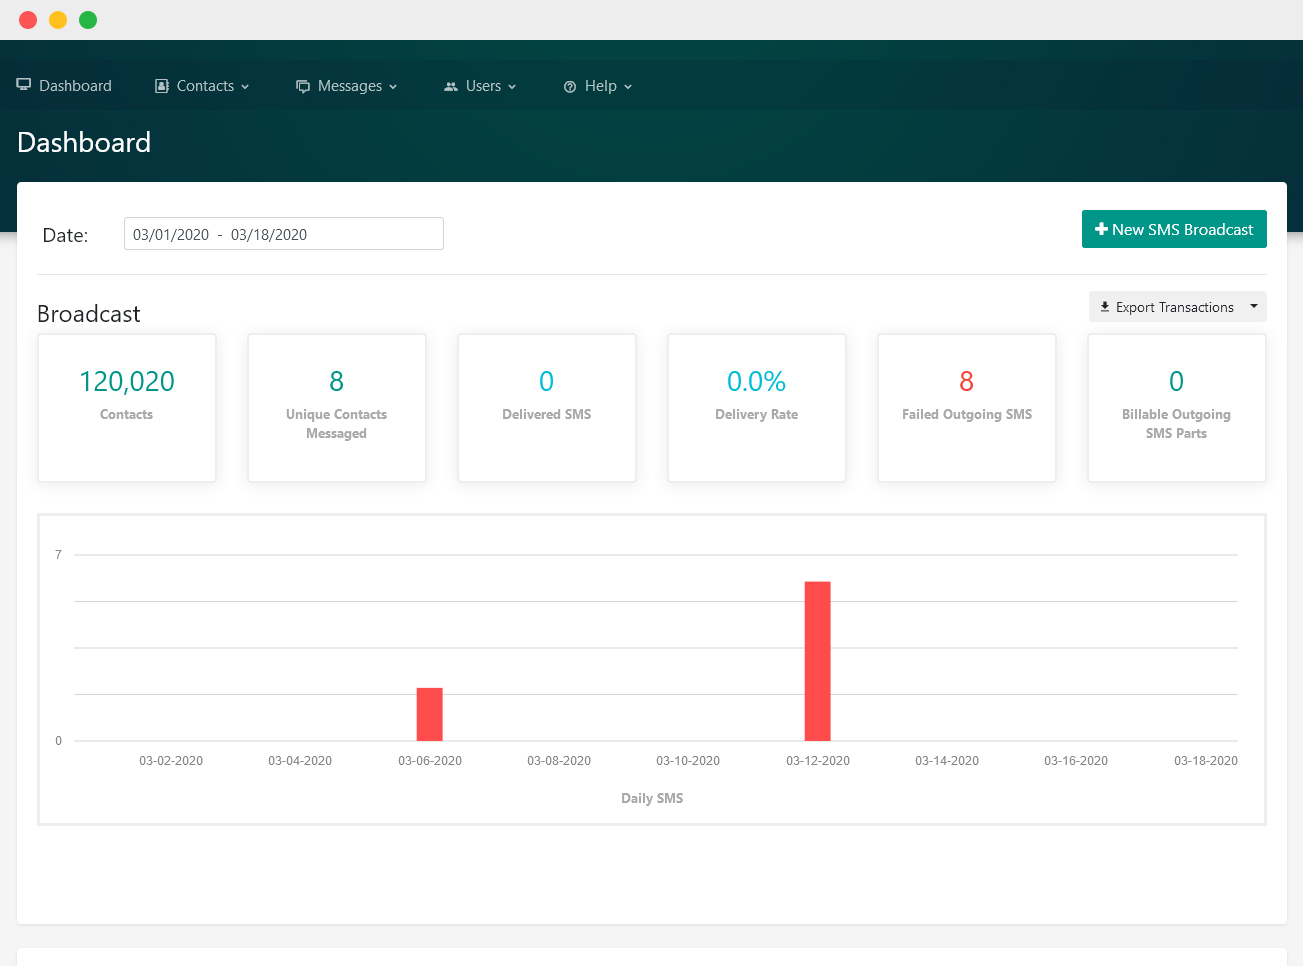 Dashboard Contacts Messages Users Help
Dashboard
Date: 03/01/2020 - 03/18/2020 New SMS Broadcast
Broadcast Export Transactions
120,020 8 0 0.0% 8 0
Contacts Unique Contacts Delivered SMS Delivery Rate Failed Outgoing SMS Billable Outgoing
Messaged SMS Parts
7
0
03-02-2020 03-04-2020 03-06-2020 03-08-2020 03-10-2020 03-12-2020 03-14-2020 03-16-2020 03-18-2020
Daily SMS